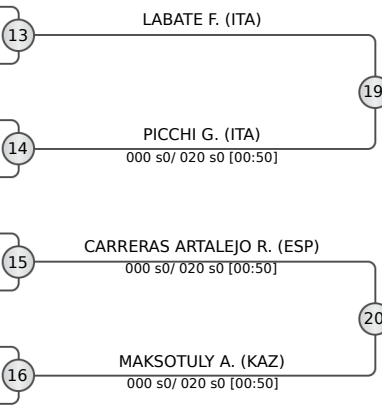 13
LABATE F. (ITA)
19
14
PICCHI G. (ITA)
000 s0/ 020 s0 [00:50]
15
CARRERAS ARTALEJO R. (ESP)
000 s0/ 020 s0 [00:50]
20
16
MAKSOTULY A. (KAZ)
000 s0/ 020 s0 [00:50]